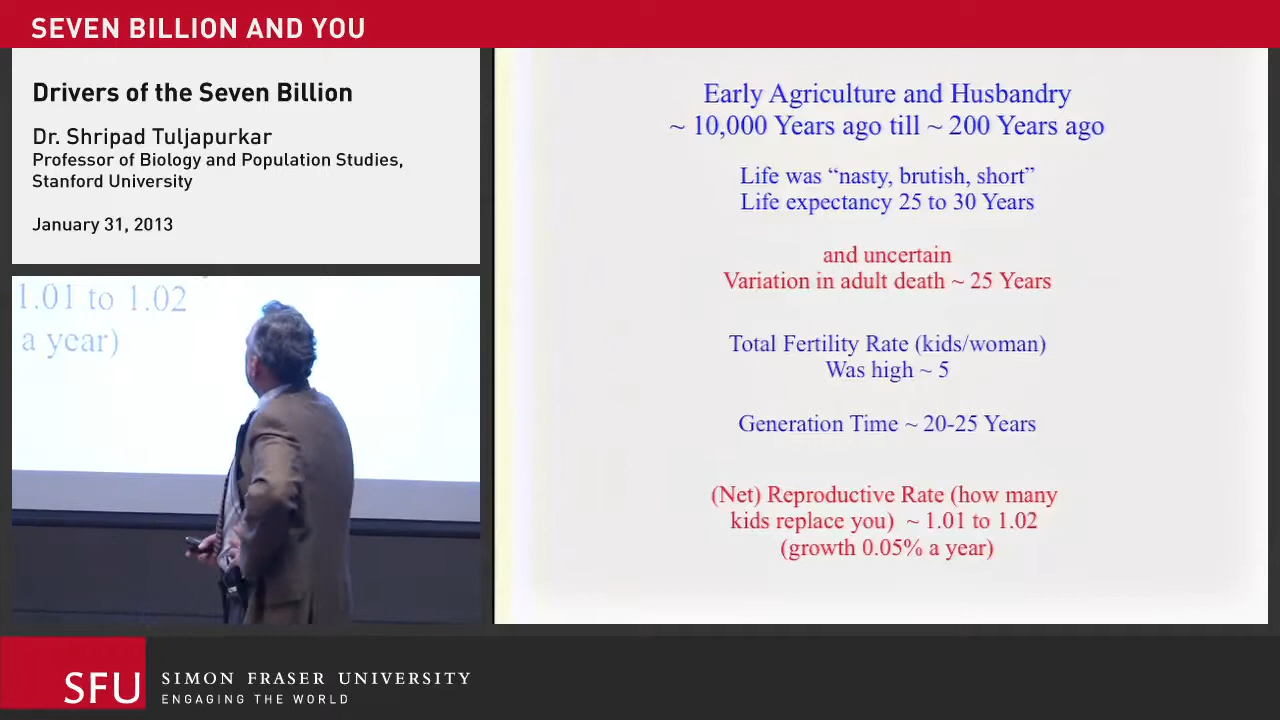 SEVEN BILLION AND YOU
Drivers of the Seven Billion
Dr. Shripad Tuljapurkar
Professor of Biology and Population Studies,
Stanford University
January 31, 2013
1.01 to 1.02
a year)
Early Agriculture and Husbandry
~ 10,000 Years ago till ~ 200 Years ago
Life was “nasty, brutish, short”
Life expectancy 25 to 30 Years
and uncertain
Variation in adult death ~ 25 Years
Total Fertility Rate (kids/woman)
Was high ~ 5
Generation Time ~ 20-25 Years
(Net) Reproductive Rate (how many
kids replace you) ~ 1.01 to 1.02
(growth 0.05% a year)
SFU
SIMON FRASER UNIVERSITY
ENGAGING THE WORLD